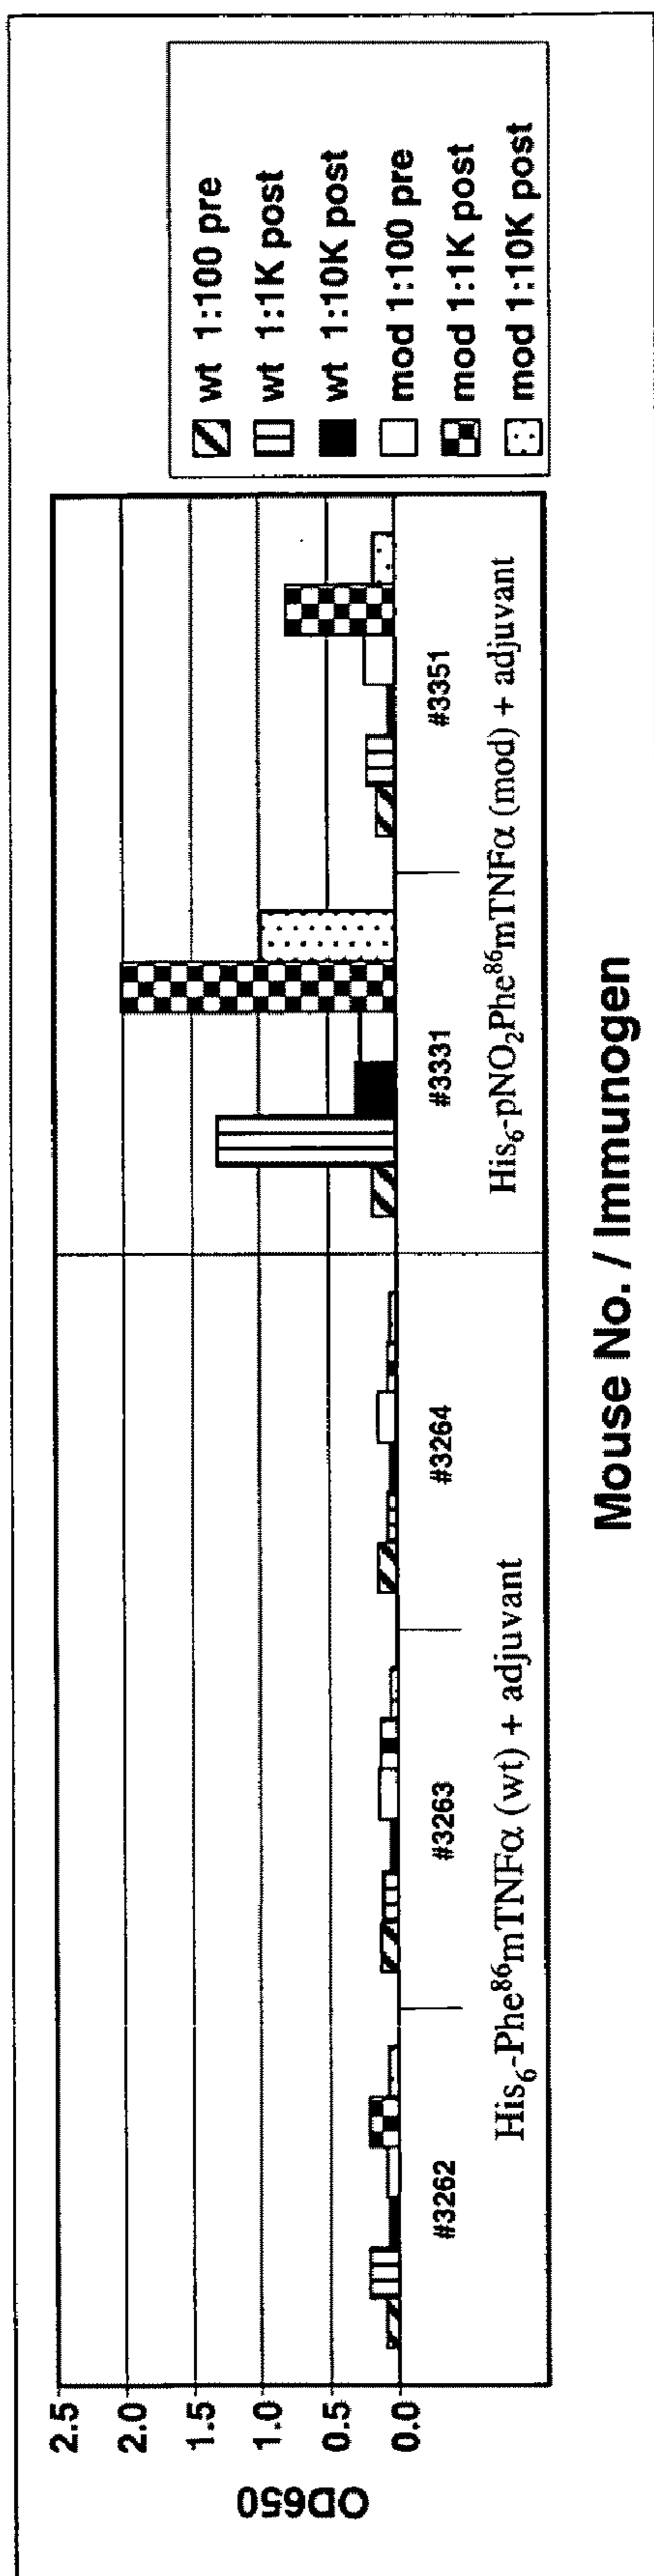 OD650
2.5
2.0
1.5
1.0
0.5
0.0
#3262
#3263
#3264
#3331
#3351
His₆-Phe⁸⁶mTNFα (wt) + adjuvant
His₆-pNO₂Phe⁸⁶mTNFα (mod) + adjuvant
Mouse No. / Immunogen
wt 1:100 pre
wt 1:1K post
wt 1:10K post
mod 1:100 pre
mod 1:1K post
mod 1:10K post